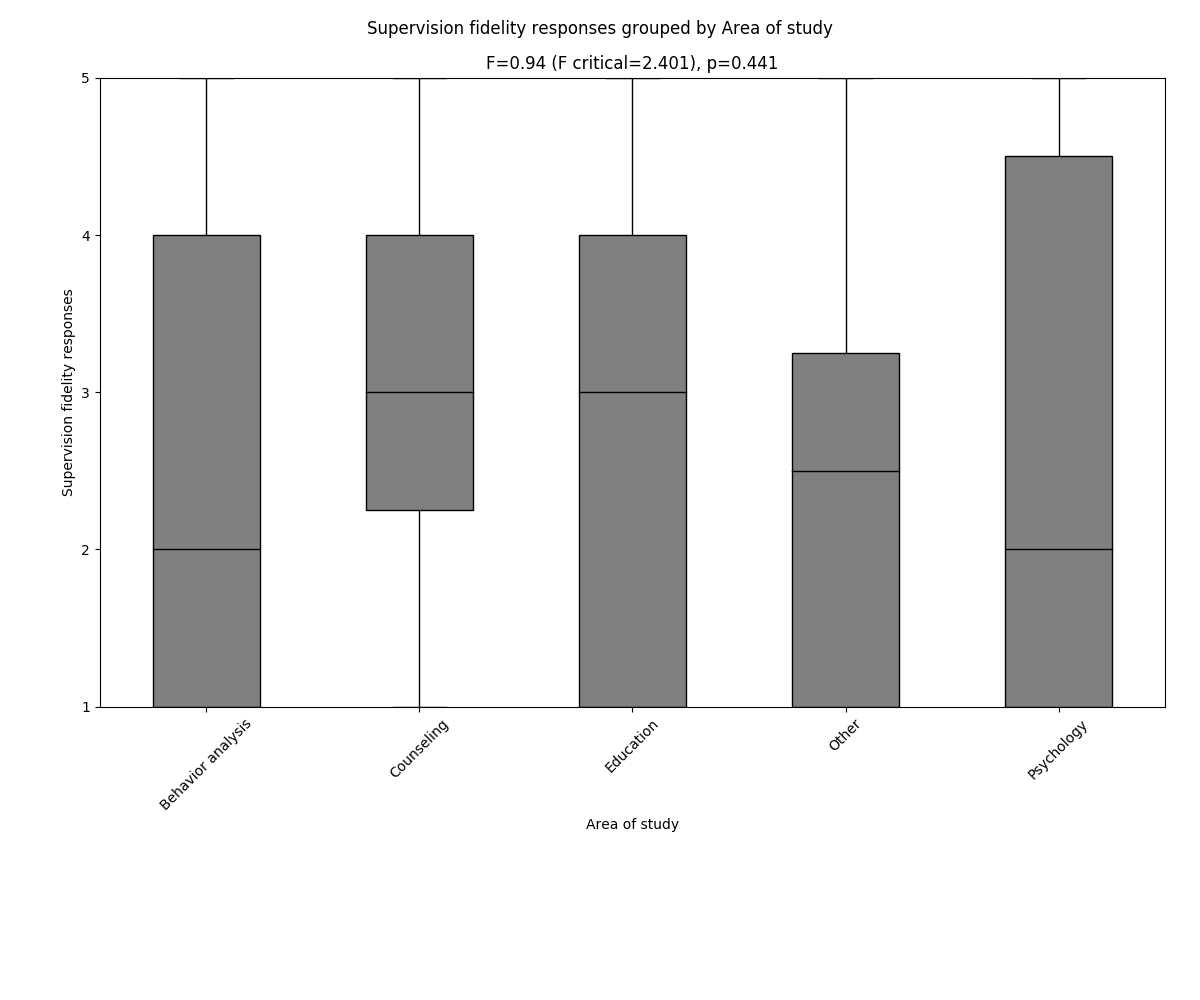 Supervision fidelity responses grouped by Area of study
F=0.94 (F critical=2.401), p=0.441
5
4
3
2
1
Supervision fidelity responses
Behavior analysis
Counseling
Education
Other
Psychology
Area of study